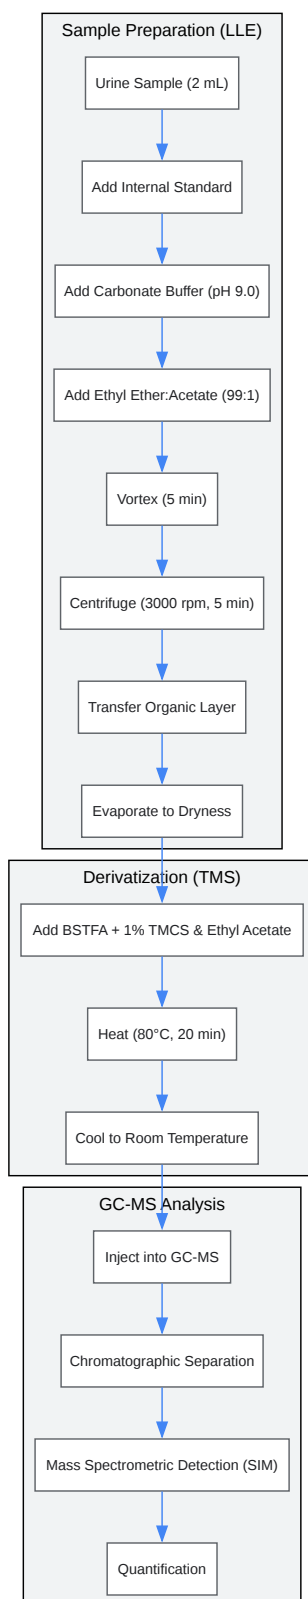 Sample Preparation (LLE)
Urine Sample (2 mL)
Add Internal Standard
Add Carbonate Buffer (pH 9.0)
Add Ethyl Ether:Acetate (99:1)
Vortex (5 min)
Centrifuge (3000 rpm, 5 min)
Transfer Organic Layer
Evaporate to Dryness
Derivatization (TMS)
Add BSTFA + 1% TMCS & Ethyl Acetate
Heat (80°C, 20 min)
Cool to Room Temperature
GC-MS Analysis
Inject into GC-MS
Chromatographic Separation
Mass Spectrometric Detection (SIM)
Quantification